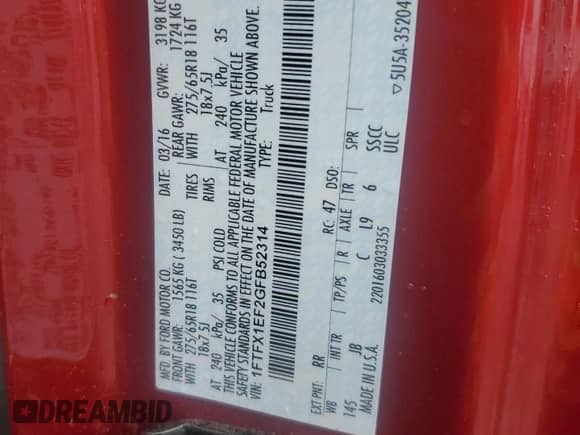 BY FORD MOTOR CO.
DATE: 03/16 GVWR: 3198 KG
FRONT GAWR: 1565 KG ( 3450 LB) REAR GAWR: 1724 KG
WITH 275/65R18 116T TIRES WITH 275/65R18 116T
18x7.5J RIMS 18x7.5J
AT 240 kPa/ 35 PSI COLD AT 240 kPa/ 35
THIS VEHICLE CONFORMS TO ALL APPLICABLE FEDERAL MOTOR VEHICLE
SAFETY STANDARDS IN EFFECT ON THE DATE OF MANUFACTURE SHOWN ABOVE.
VIN: 1FTFX1EF2GFB52314 TYPE: Truck
EXT PNT: RR RC: 47 DSO:
WB INT TR TP/PS R AXLE TR SPR
145 JB C L9 6 SSCC
MADE IN U.S.A. 2201603033355 ULC
▽5U5A-35204
DREAMBID